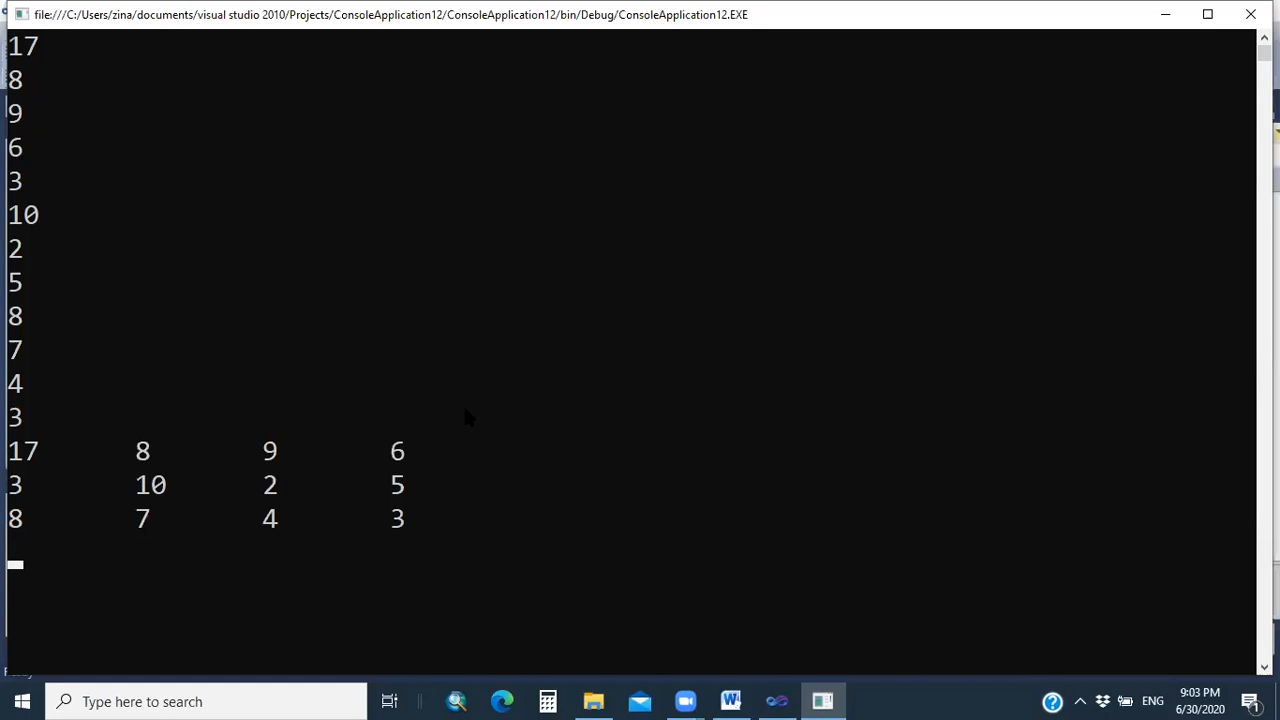 file:///C:/Users/zina/documents/visual studio 2010/Projects/ConsoleApplication12/ConsoleApplication12/bin/Debug/ConsoleApplication12.EXE
17
8
9
6
3
10
2
5
8
7
4
3
17 8 9 6
3 10 2 5
8 7 4 3
Type here to search
ENG
9:03 PM
6/30/2020
1